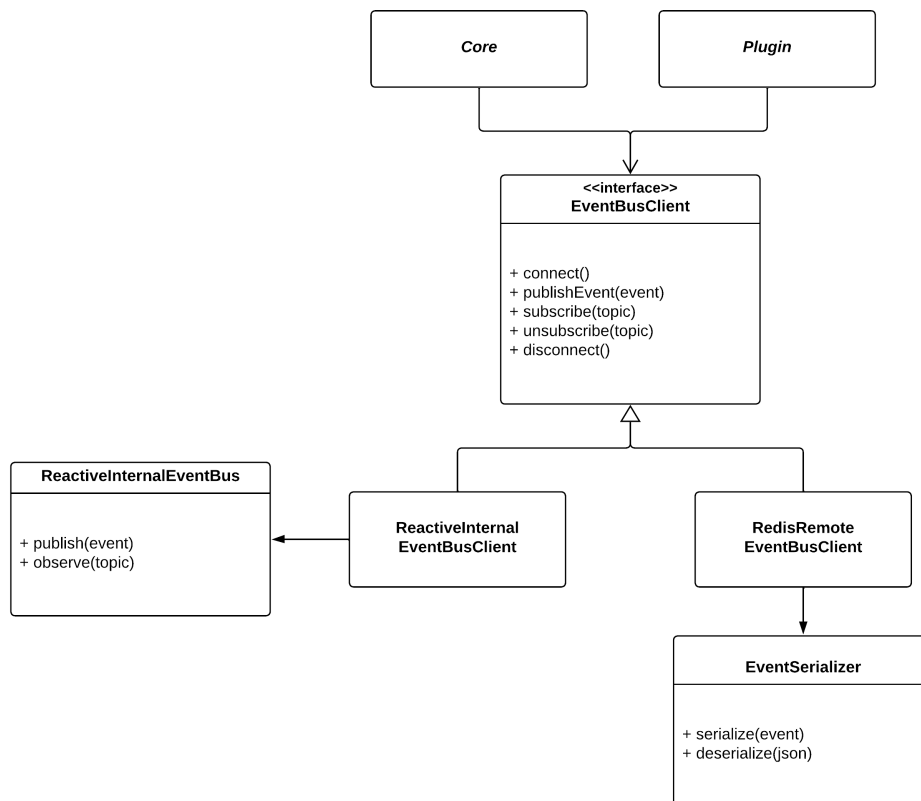 Core
Plugin
<<interface>>
EventBusClient
+ connect()
+ publishEvent(event)
+ subscribe(topic)
+ unsubscribe(topic)
+ disconnect()
ReactiveInternalEventBus
+ publish(event)
+ observe(topic)
ReactiveInternal
EventBusClient
RedisRemote
EventBusClient
EventSerializer
+ serialize(event)
+ deserialize(json)